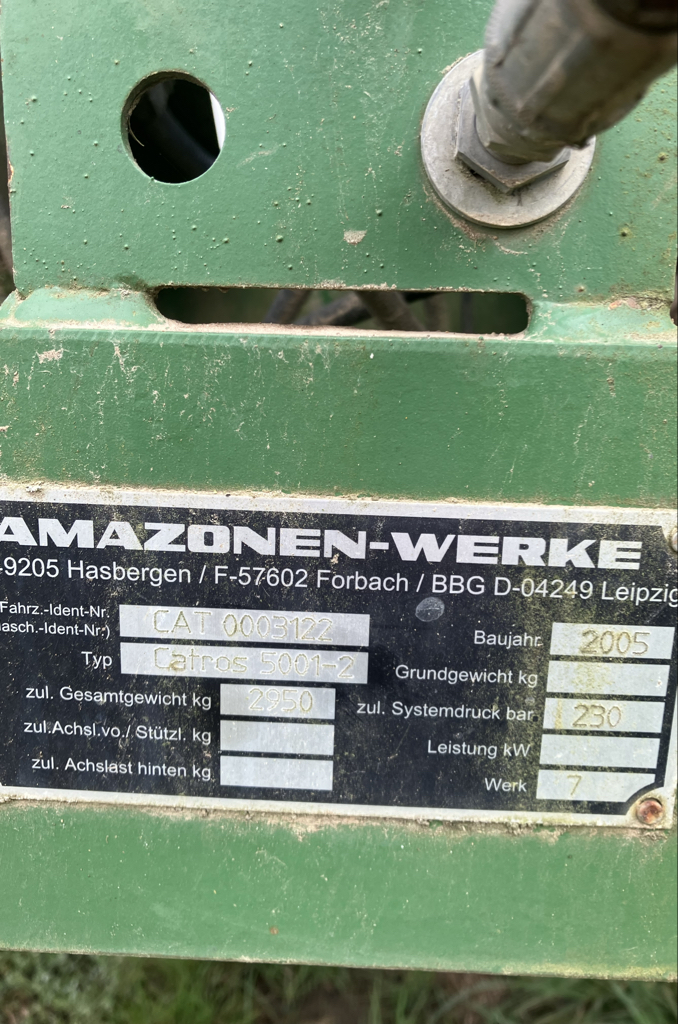 AMAZONEN-WERKE
-49205 Hasbergen / F-57602 Forbach / BBG D-04249 Leipzig
Fahrz.-Ident-Nr.
asch.-Ident-Nr.) CAT 0003122 Baujahr 2005
Typ Catros 5001-2 Grundgewicht kg
zul. Gesamtgewicht kg 2950 zul. Systemdruck bar 230
zul.Achsl.vo./ Stützl. kg Leistung kW
zul. Achslast hinten kg Werk 7